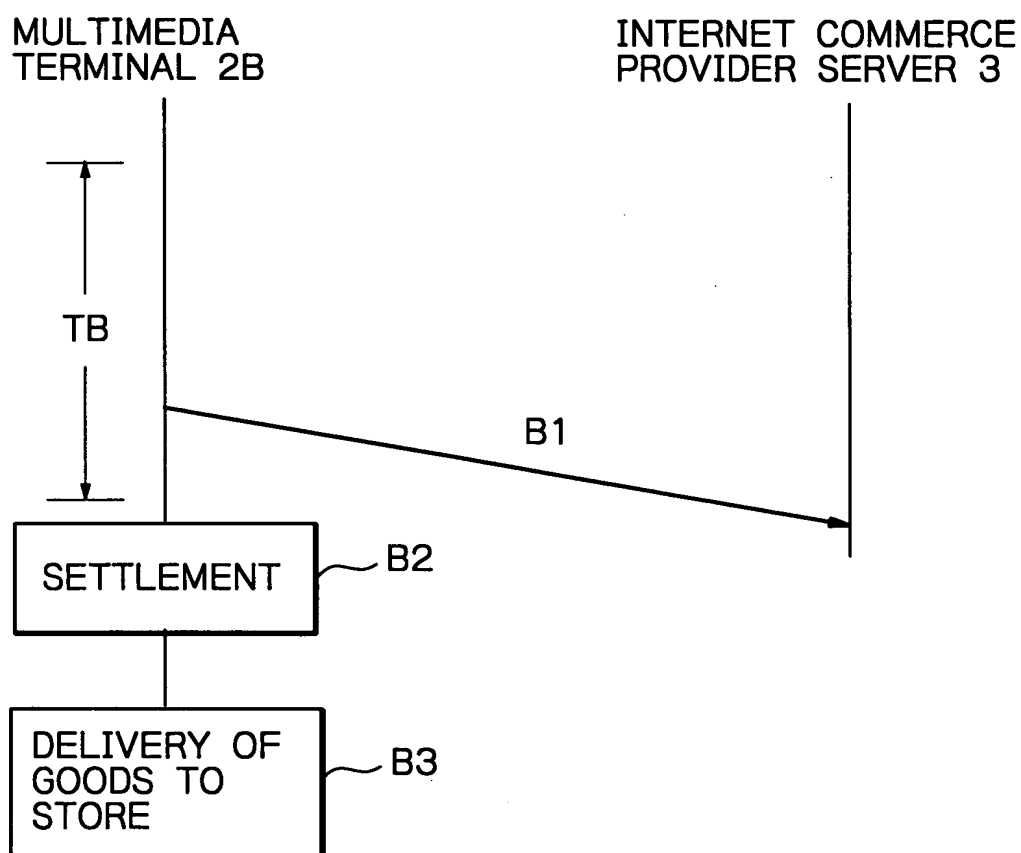 MULTIMEDIA
TERMINAL 2B
INTERNET COMMERCE
PROVIDER SERVER 3
TB
B1
SETTLEMENT
B2
DELIVERY OF
GOODS TO
STORE
B3